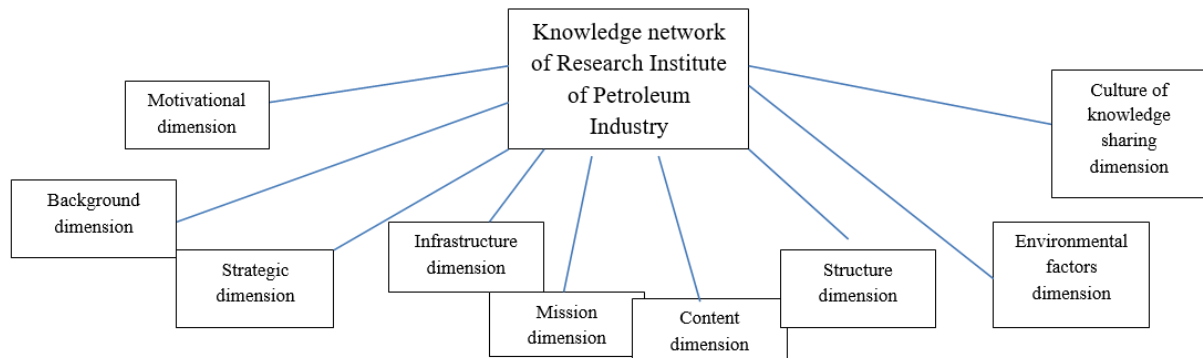 Knowledge network
of Research Institute
of Petroleum
Industry
Motivational
dimension
Culture of
knowledge
sharing
dimension
Background
dimension
Strategic
dimension
Infrastructure
dimension
Mission
dimension
Content
dimension
Structure
dimension
Environmental
factors
dimension